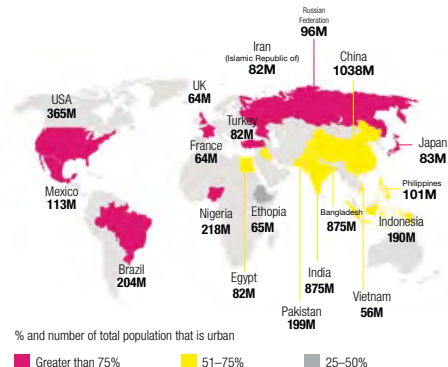 Russian
Federation
96M
Iran
(Islamic Republic of)
82M
China
1038M
USA
365M
UK
64M
Turkey
82M
Japan
83M
France
64M
Mexico
113M
Philippines
101M
Nigeria
218M
Ethopia
65M
Bangladesh
875M
Indonesia
190M
Brazil
204M
Egypt
82M
India
875M
Vietnam
56M
Pakistan
199M
% and number of total population that is urban
Greater than 75%
51–75%
25–50%